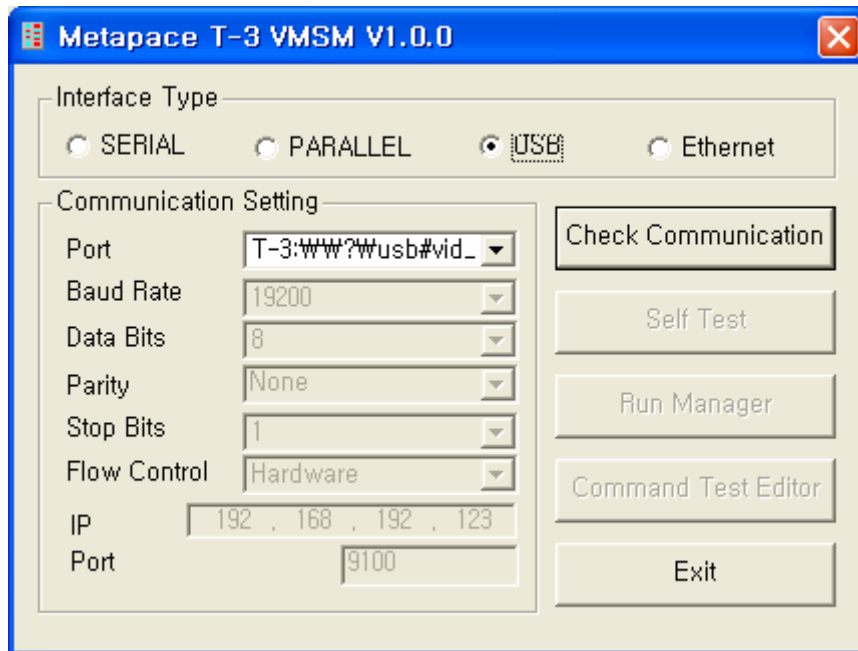 Metapace T-3 VMSM V1.0.0
Interface Type
SERIAL PARALLEL USB Ethernet
Communication Setting
Port T-3:₩₩?₩usb#vid_
Baud Rate 19200
Data Bits 8
Parity None
Stop Bits 1
Flow Control Hardware
IP 192 . 168 . 192 . 123
Port 9100
Check Communication
Self Test
Run Manager
Command Test Editor
Exit